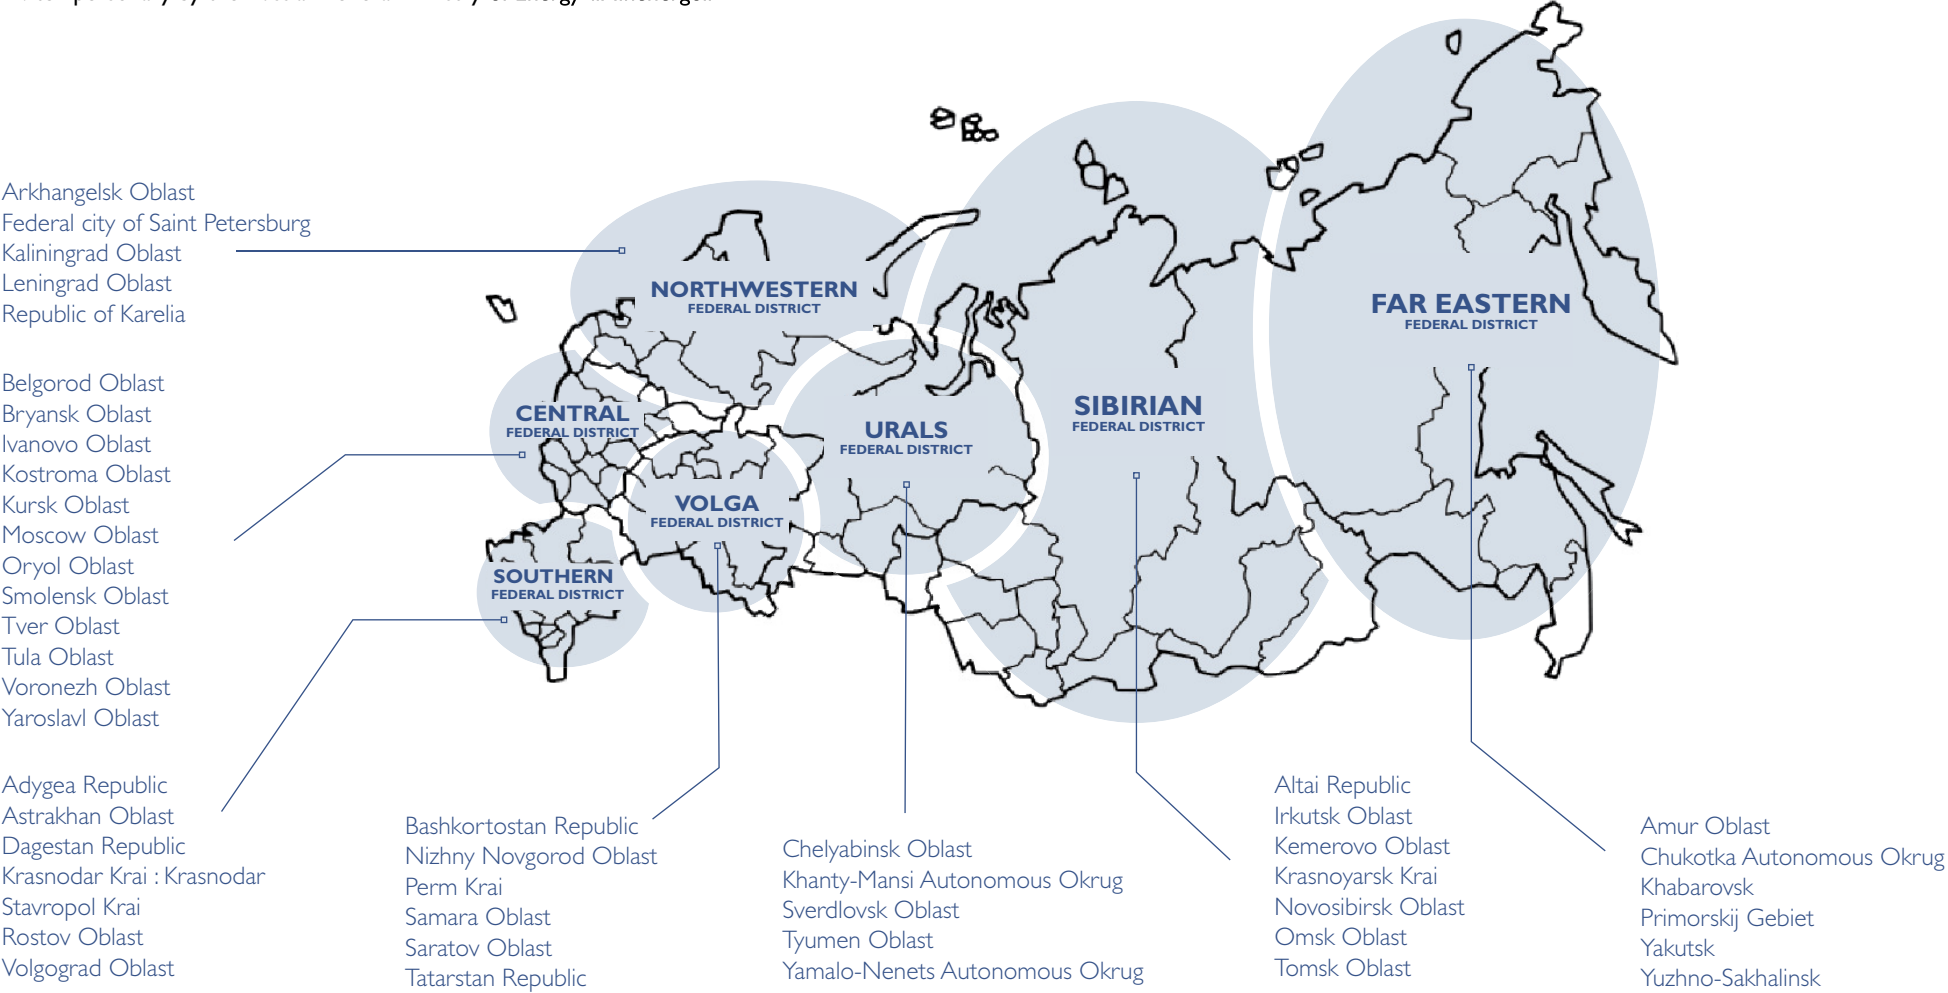 Arkhangelsk Oblast
Federal city of Saint Petersburg
Kaliningrad Oblast
Leningrad Oblast
Republic of Karelia
Belgorod Oblast
Bryansk Oblast
Ivanovo Oblast
Kostroma Oblast
Kursk Oblast
Moscow Oblast
Oryol Oblast
Smolensk Oblast
Tver Oblast
Tula Oblast
Voronezh Oblast
Yaroslavl Oblast
Adygea Republic
Astrakhan Oblast
Dagestan Republic
Krasnodar Krai : Krasnodar
Stavropol Krai
Rostov Oblast
Volgograd Oblast
NORTHWESTERN
FEDERAL DISTRICT
CENTRAL
FEDERAL DISTRICT
VOLGA
FEDERAL DISTRICT
SOUTHERN
FEDERAL DISTRICT
URALS
FEDERAL DISTRICT
SIBIRIAN
FEDERAL DISTRICT
FAR EASTERN
FEDERAL DISTRICT
Bashkortostan Republic
Nizhny Novgorod Oblast
Perm Krai
Samara Oblast
Saratov Oblast
Tatarstan Republic
Chelyabinsk Oblast
Khanty-Mansi Autonomous Okrug
Sverdlovsk Oblast
Tyumen Oblast
Yamalo-Nenets Autonomous Okrug
Altai Republic
Irkutsk Oblast
Kemerovo Oblast
Krasnoyarsk Krai
Novosibirsk Oblast
Omsk Oblast
Tomsk Oblast
Amur Oblast
Chukotka Autonomous Okrug
Khabarovsk
Primorskij Gebiet
Yakutsk
Yuzhno-Sakhalinsk